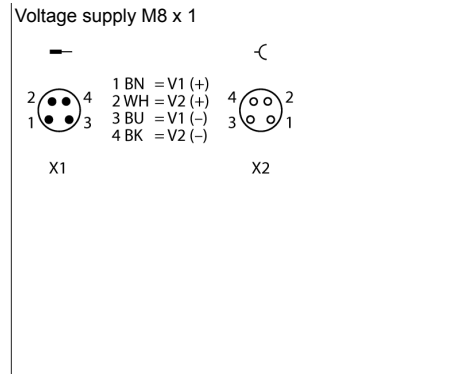 Voltage supply M8 x 1
1 BN = V1 (+)
2 WH = V2 (+)
3 BU = V1 (–)
4 BK = V2 (–)
2 4
1 3
4 2
3 1
X1 X2